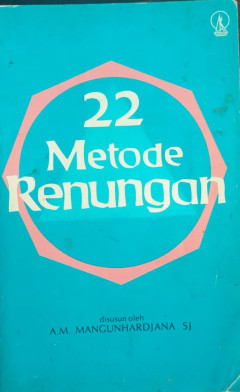 22
Metode
Renungan
disusun oleh
A.M. MANGUNHARDJANA SJ